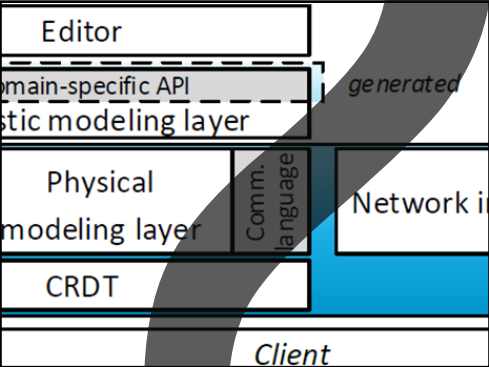 Editor
omain-specific API
generated
stic modeling layer
Physical
modeling layer
Comm.
language
Network i
CRDT
Client